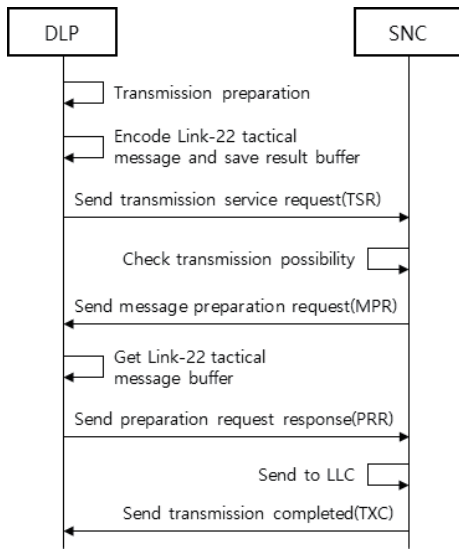 DLP
SNC
Transmission preparation
Encode Link-22 tactical
message and save result buffer
Send transmission service request(TSR)
Check transmission possibility
Send message preparation request(MPR)
Get Link-22 tactical
message buffer
Send preparation request response(PRR)
Send to LLC
Send transmission completed(TXC)